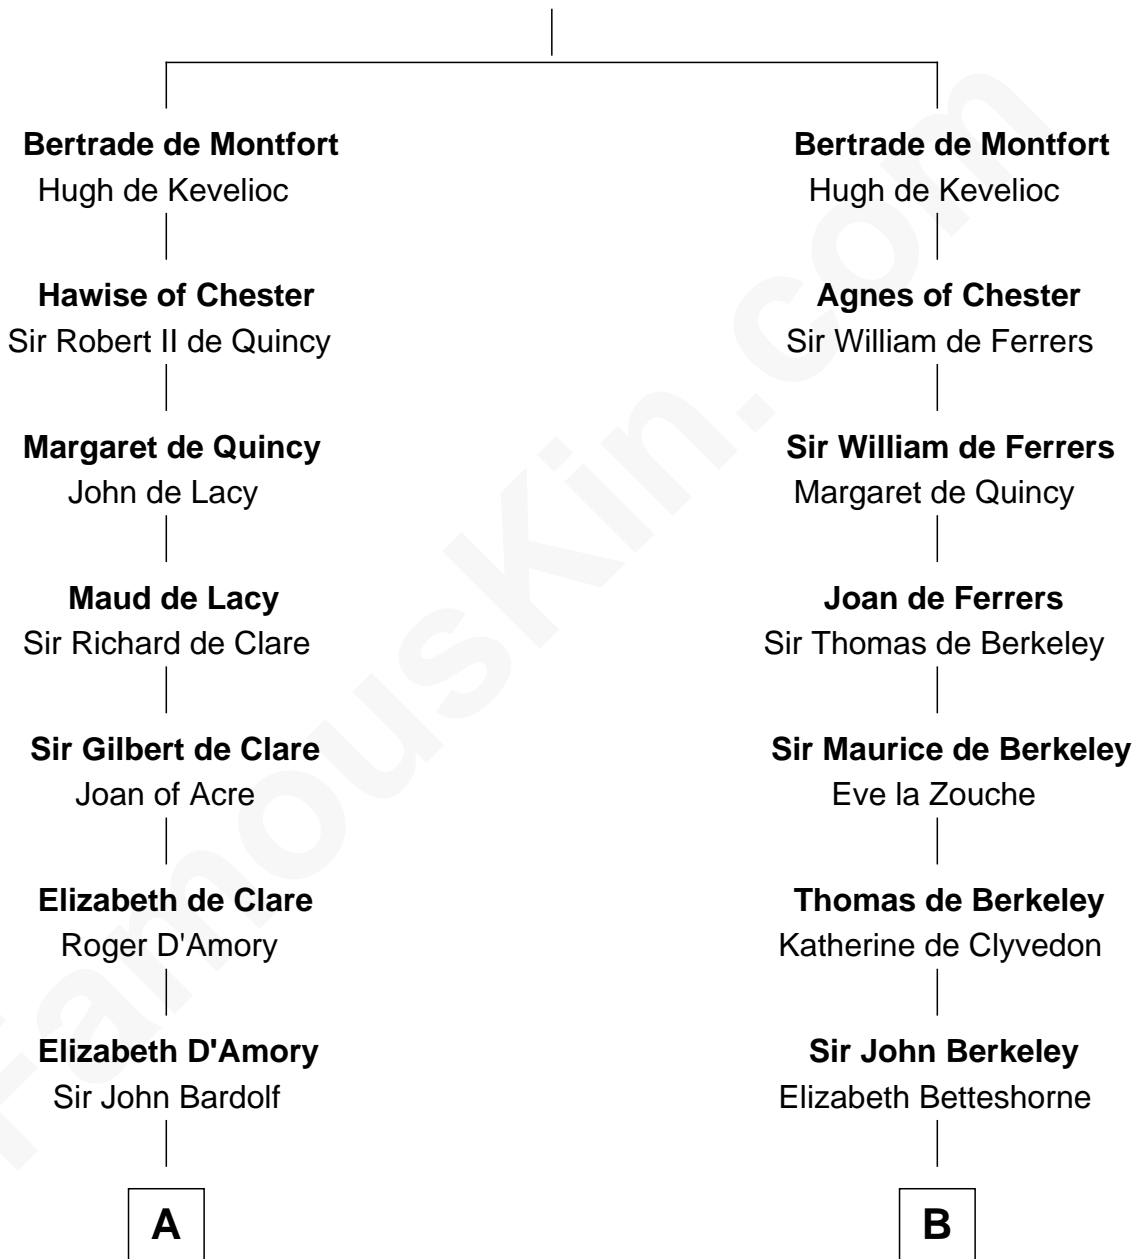 Bertrade de Montfort
Hugh de Kevelioc
Hawise of Chester
Sir Robert II de Quincy
Margaret de Quincy
John de Lacy
Maud de Lacy
Sir Richard de Clare
Sir Gilbert de Clare
Joan of Acre
Elizabeth de Clare
Roger D'Amory
Elizabeth D'Amory
Sir John Bardolf
A
Bertrade de Montfort
Hugh de Kevelioc
Agnes of Chester
Sir William de Ferrers
Sir William de Ferrers
Margaret de Quincy
Joan de Ferrers
Sir Thomas de Berkeley
Sir Maurice de Berkeley
Eve la Zouche
Thomas de Berkeley
Katherine de Clyvedon
Sir John Berkeley
Elizabeth Betteshorne
B
FamousKin.com